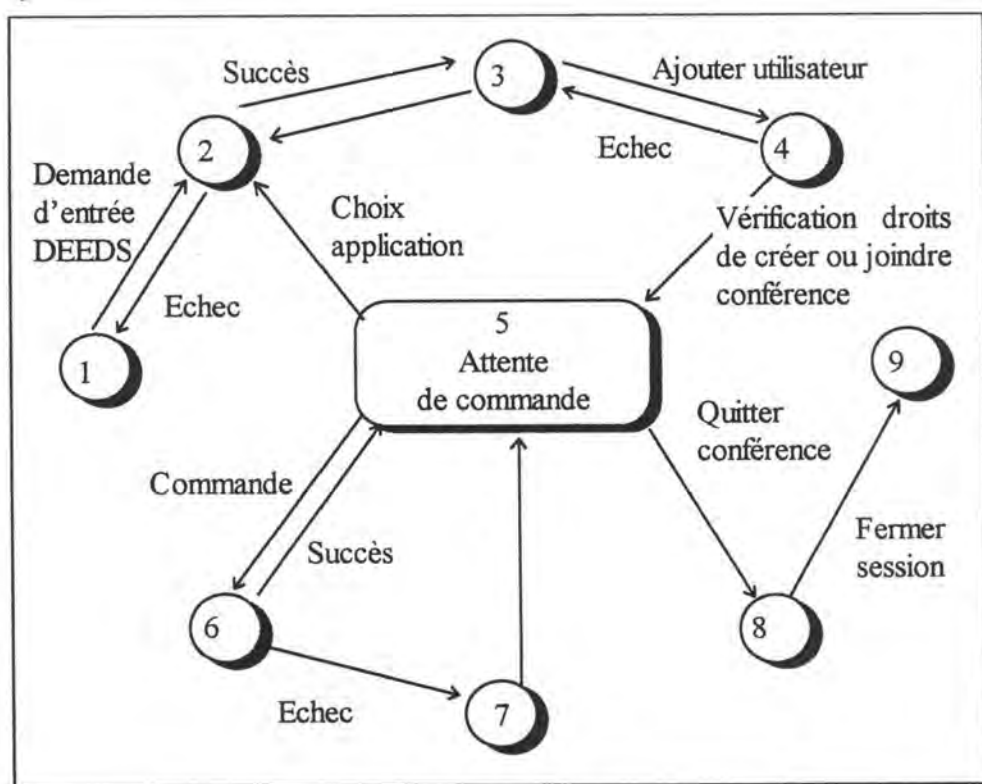 Succès
3
Ajouter utilisateur
2
Echec
4
Demande
d'entrée
DEEDS
Choix
application
Vérification droits
de créer ou joindre
conférence
Echec
1
5
Attente
de commande
9
Quitter
conférence
Commande
Succès
Fermer
session
6
8
Echec
7